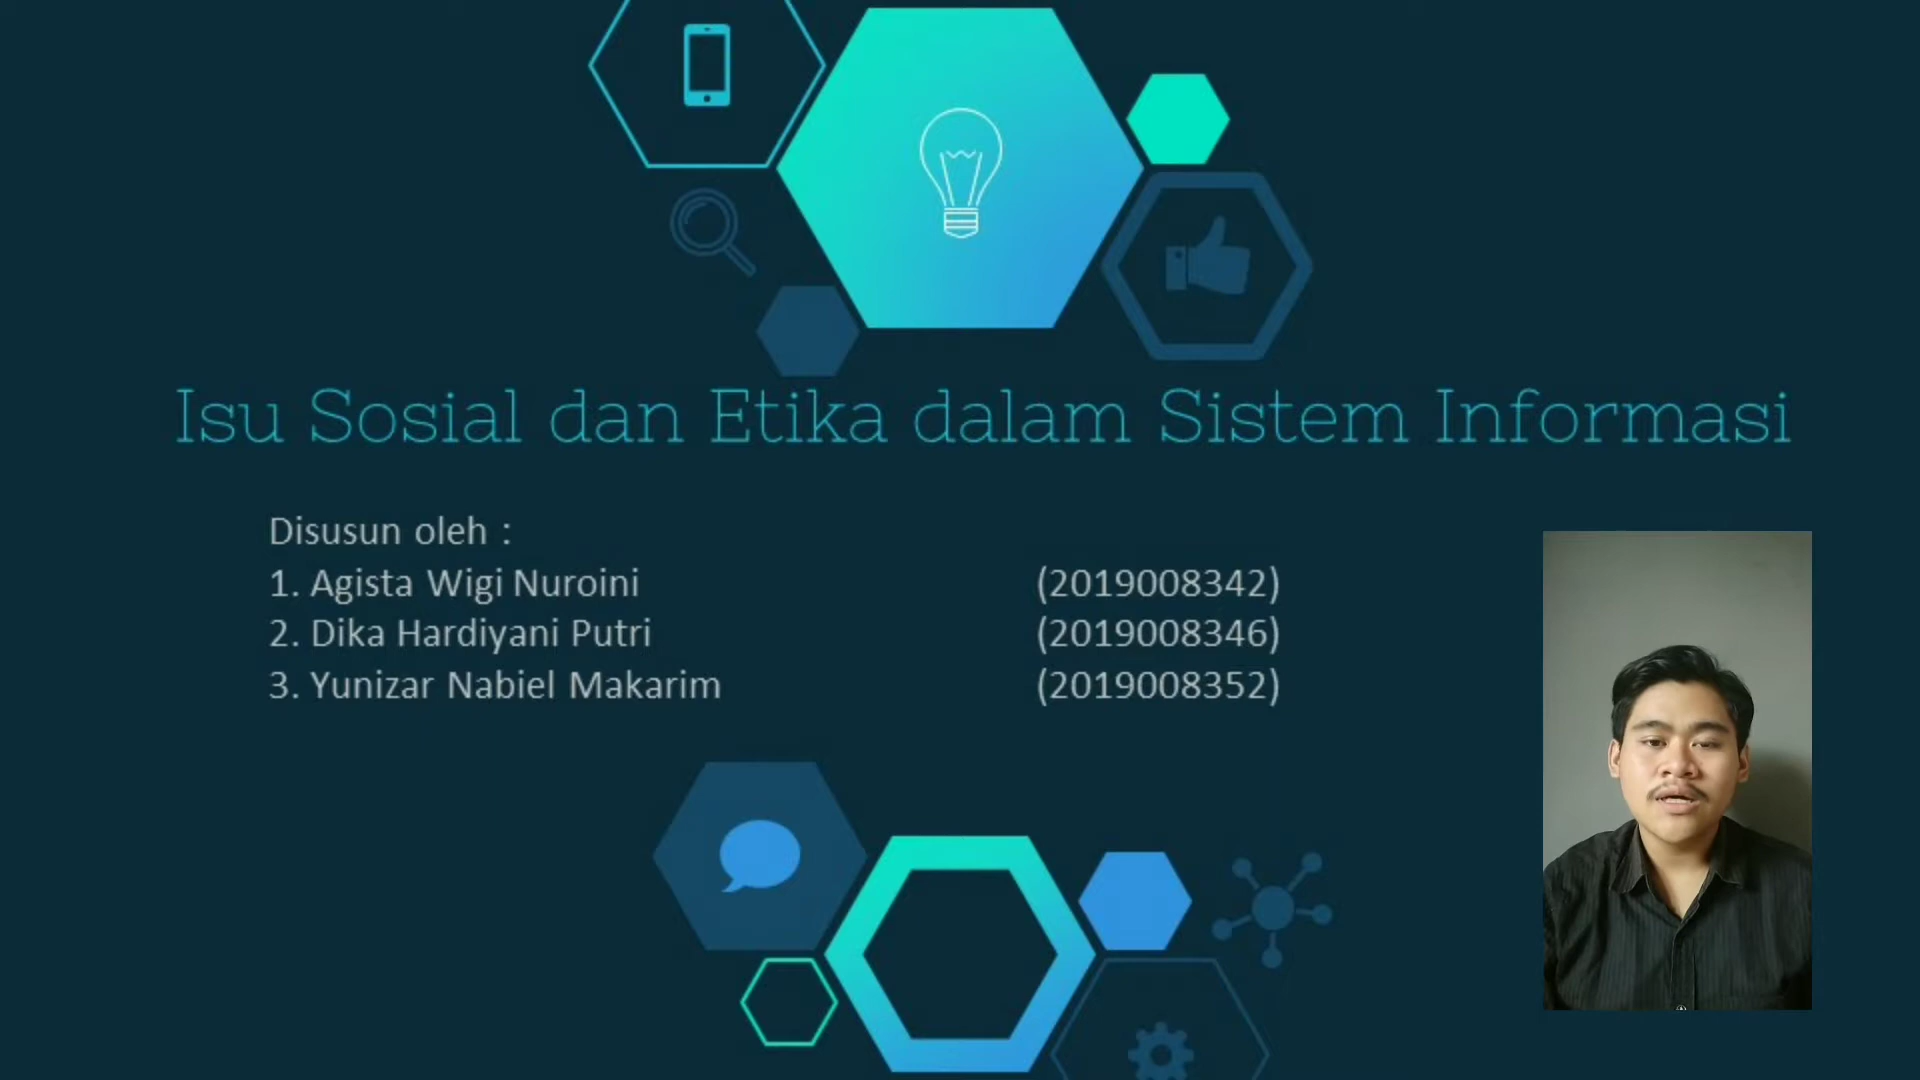 Isu Sosial dan Etika dalam Sistem Informasi
Disusun oleh :
1. Agista Wigi Nuroini (2019008342)
2. Dika Hardiyani Putri (2019008346)
3. Yunizar Nabiel Makarim (2019008352)